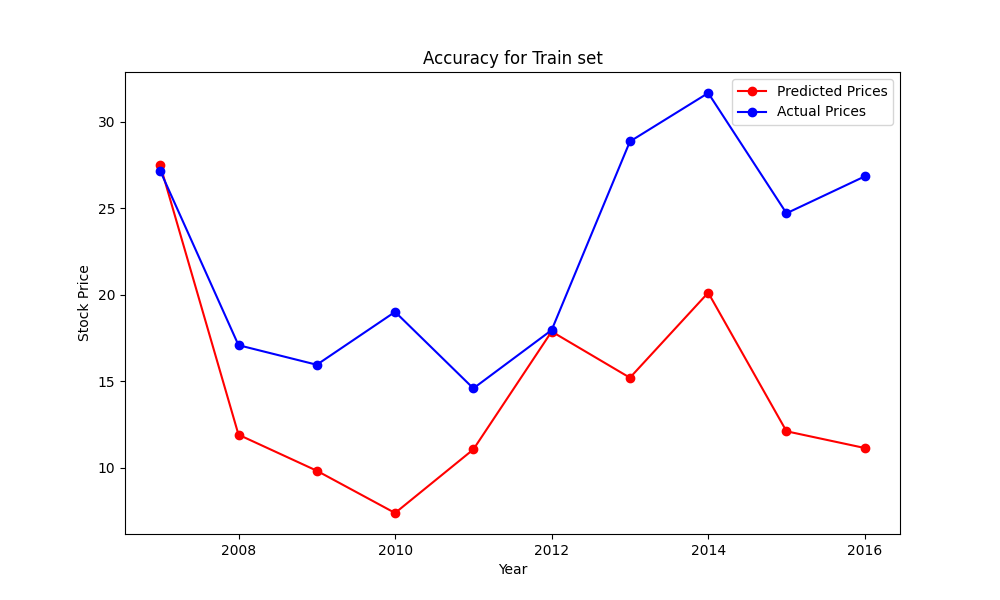 Accuracy for Train set
Predicted Prices
Actual Prices
30
25
20
15
10
Stock Price
2008
2010
2012
2014
2016
Year